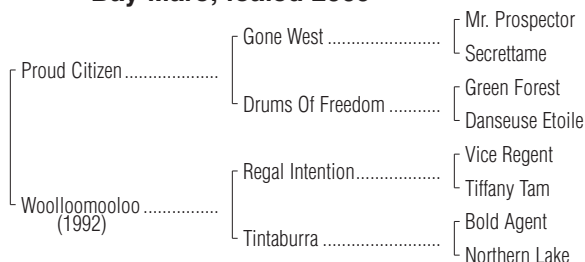 Bay Mare; foaled
Mr. Prospector
Gone West
Secrettame
Proud Citizen
Green Forest
Drums Of Freedom
Danseuse Etoile
Vice Regent
Regal Intention
Tiffany Tam
Woolloomooloo
(1992)
Bold Agent
Tintaburra
Northern Lake